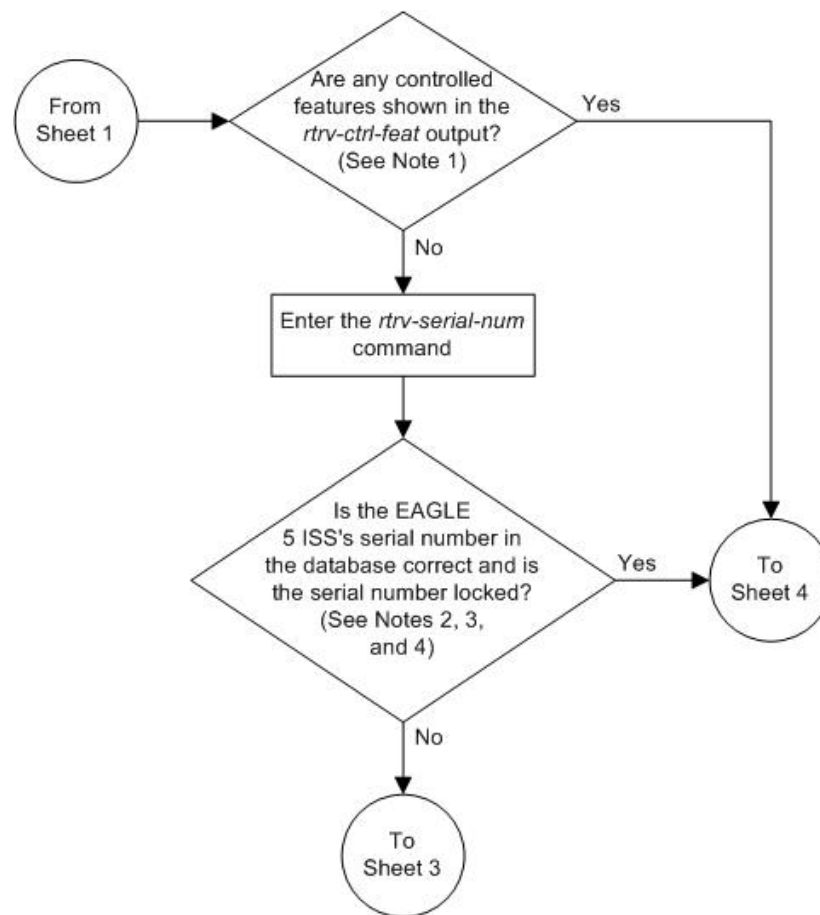 From
Sheet 1
Are any controlled
features shown in the
rtrv-ctrl-feat output?
(See Note 1)
Yes
No
Enter the rtrv-serial-num
command
Is the EAGLE
5 ISS's serial number in
the database correct and is
the serial number locked?
(See Notes 2, 3,
and 4)
Yes
To
Sheet 4
No
To
Sheet 3